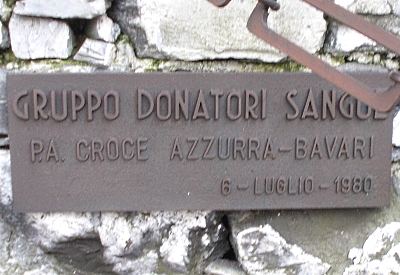 GRUPPO DONATORI SANGUE
P.A. CROCE AZZURRA-BAVARI
6-LUGLIO-1980